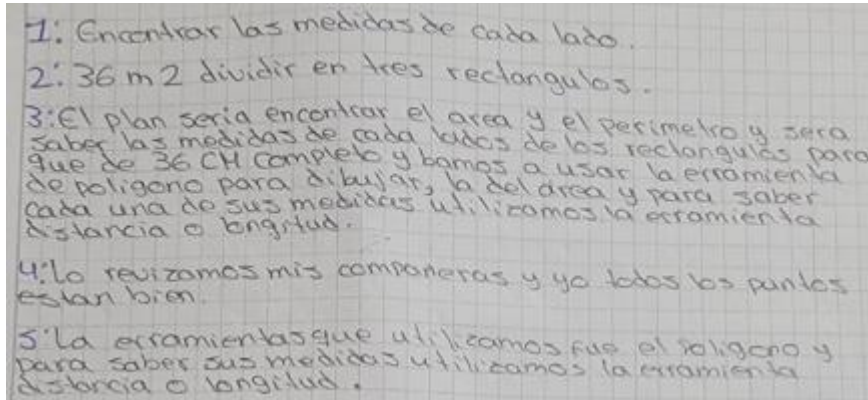 1: Encontrar las medidas de cada lado.
2: 36 m2 dividir en tres rectangulos.
3: El plan seria encontrar el area y el perimetro y sera
saber las medidas de cada lados de los rectangulos para
que de 36 CM completo y bamos a usar la erramienda
de poligono para dibujar, la del area y para saber
cada una de sus medidas utilizamos la erramienta
distancia o longitud.
4: lo revizamos mis compañeras y yo todos los puntos
estan bien.
5: La erramientas que utilizamos fue el poligono y
para saber sus medidas utilizamos la erramienta
distancia o longitud.